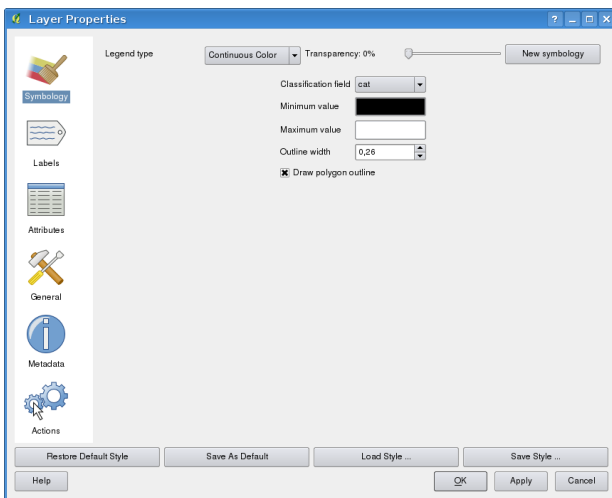 Layer Properties
Legend type Continuous Color Transparency: 0% New symbology
Classification field cat
Minimum value
Maximum value
Outline width 0,26
Draw polygon outline
Symbology
Labels
Attributes
General
Metadata
Actions
Restore Default Style Save As Default Load Style ... Save Style ...
Help OK Apply Cancel